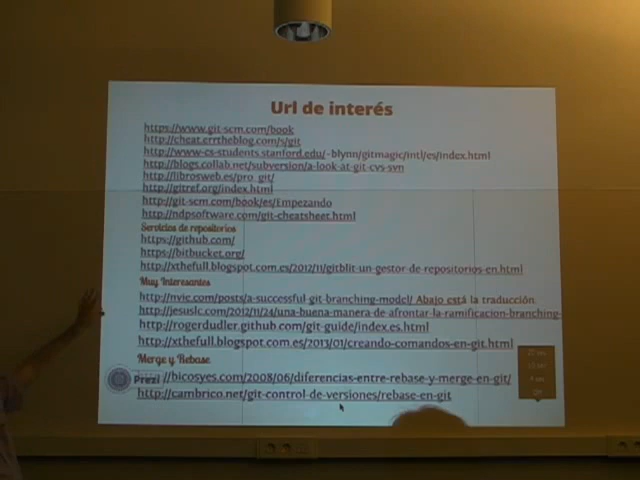 Url de interés
https://www.git-scm.com/book
http://cheat.errtheblog.com/s/git
http://www-cs-students.stanford.edu/~blynn/gitmagic/intl/es/index.html
http://blogs.collab.net/subversion/a-look-at-git-cvs-svn
http://librosweb.es/pro_git/
http://gitref.org/index.html
http://git-scm.com/book/es/Empezando
http://ndpsoftware.com/git-cheatsheet.html
Servicios de repositorios
https://github.com/
https://bitbucket.org/
http://xthefull.blogspot.com.es/2012/11/gitblit-un-gestor-de-repositorios-en.html
Muy Interesantes
http://nvie.com/posts/a-successful-git-branching-model/ Abajo está la traducción
http://jesuslc.com/2012/11/24/una-buena-manera-de-afrontar-la-ramificacion-branching-
http://rogerdudler.github.com/git-guide/index.es.html
http://xthefull.blogspot.com.es/2013/01/creando-comandos-en-git.html
Merge y Rebase
Prezi //bicosyes.com/2008/06/diferencias-entre-rebase-y-merge-en-git/
http://cambrico.net/git-control-de-versiones/rebase-en-git